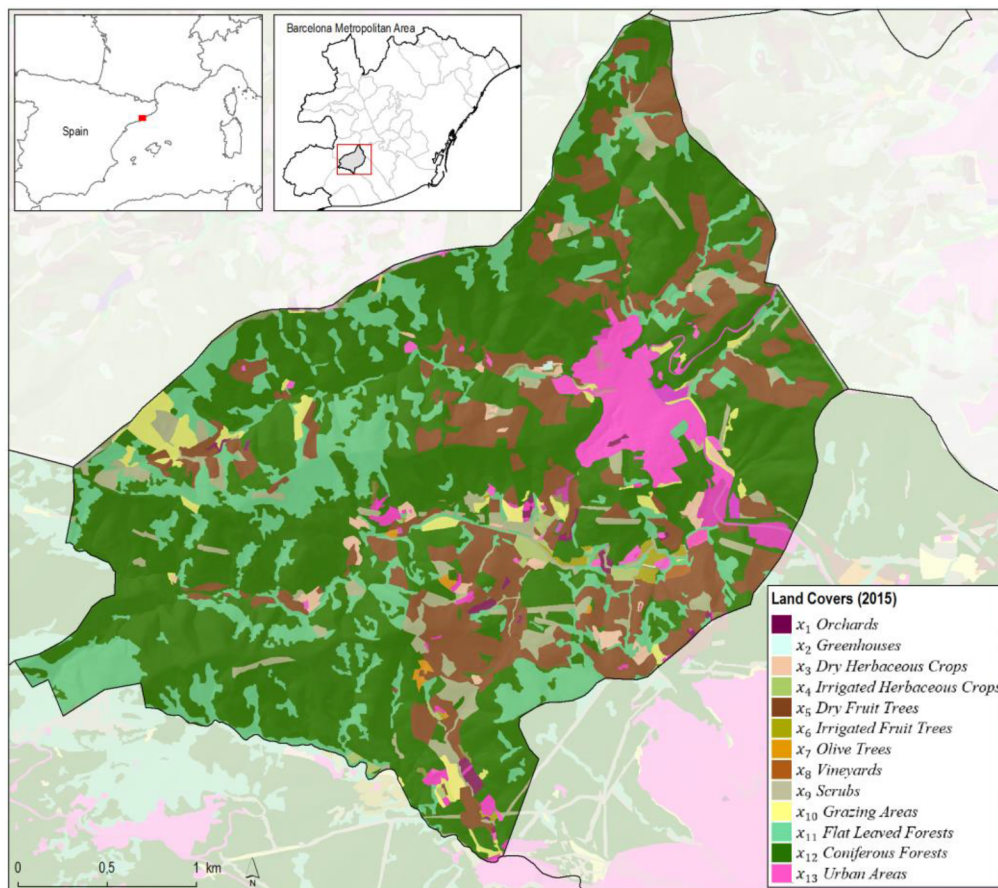 Spain
Barcelona Metropolitan Area
Land Covers (2015)
x₁ Orchards
x₂ Greenhouses
x₃ Dry Herbaceous Crops
x₄ Irrigated Herbaceous Crops
x₅ Dry Fruit Trees
x₆ Irrigated Fruit Trees
x₇ Olive Trees
x₈ Vineyards
x₉ Scrubs
x₁₀ Grazing Areas
x₁₁ Flat Leaved Forests
x₁₂ Coniferous Forests
x₁₃ Urban Areas
0 0,5 1 km
N